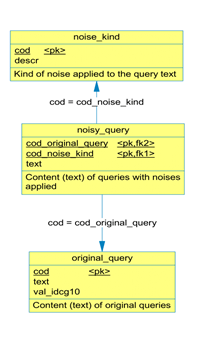 noise_kind
cod <pk>
descr
Kind of noise applied to the query text
cod = cod_noise_kind
noisy_query
cod_original_query <pk,fk2>
cod_noise_kind <pk,fk1>
text
Content (text) of queries with noises
applied
cod = cod_original_query
original_query
cod <pk>
text
val_idcg10
Content (text) of original queries